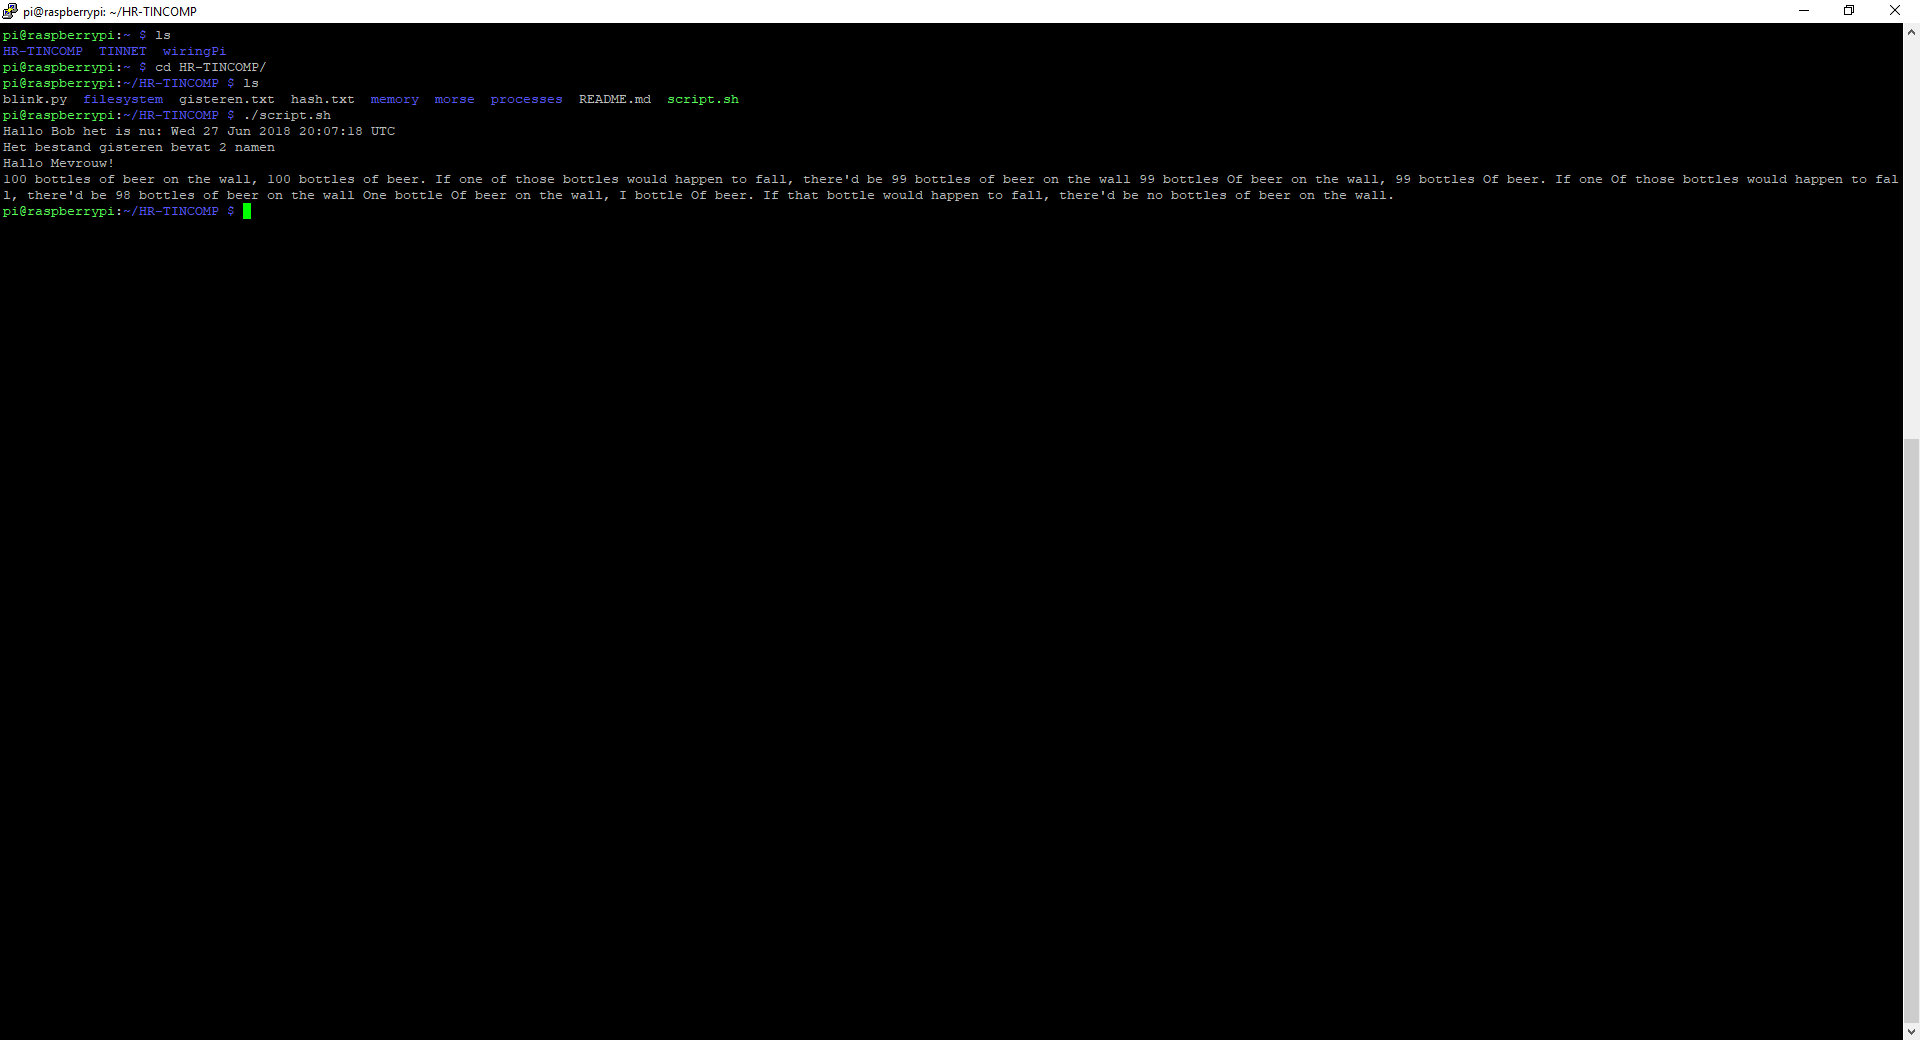 pi@raspberrypi: ~/HR-TINCOMP
pi@raspberrypi:~ $ ls
HR-TINCOMP  TINNET  wiringPi
pi@raspberrypi:~ $ cd HR-TINCOMP/
pi@raspberrypi:~/HR-TINCOMP $ ls
blink.py  filesystem  gisteren.txt  hash.txt  memory  morse  processes  README.md  script.sh
pi@raspberrypi:~/HR-TINCOMP $ ./script.sh
Hallo Bob het is nu: Wed 27 Jun 2018 20:07:18 UTC
Het bestand gisteren bevat 2 namen
Hallo Mevrouw!
100 bottles of beer on the wall, 100 bottles of beer. If one of those bottles would happen to fall, there'd be 99 bottles of beer on the wall 99 bottles Of beer on the wall, 99 bottles Of beer. If one Of those bottles would happen to fal
l, there'd be 98 bottles of beer on the wall One bottle Of beer on the wall, I bottle Of beer. If that bottle would happen to fall, there'd be no bottles of beer on the wall.
pi@raspberrypi:~/HR-TINCOMP $